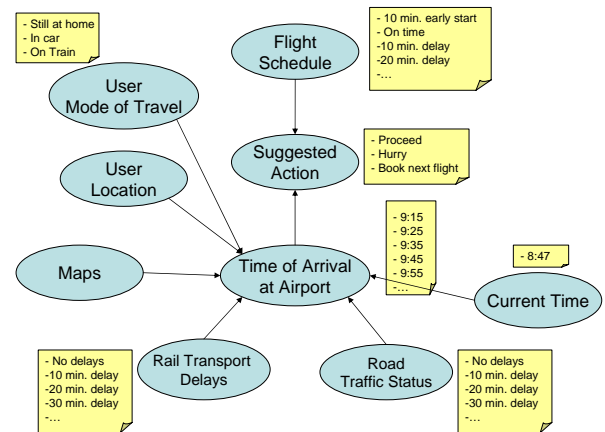 - Still at home
- In car
- On Train
Flight
Schedule
- 10 min. early start
- On time
-10 min. delay
-20 min. delay
-...
User
Mode of Travel
Suggested
Action
- Proceed
- Hurry
- Book next flight
User
Location
- 9:15
- 9:25
- 9:35
- 9:45
- 9:55
-...
Maps
Time of Arrival
at Airport
- 8:47
Current Time
- No delays
-10 min. delay
-20 min. delay
-30 min. delay
-...
Rail Transport
Delays
Road
Traffic Status
- No delays
-10 min. delay
-20 min. delay
-30 min. delay
-...